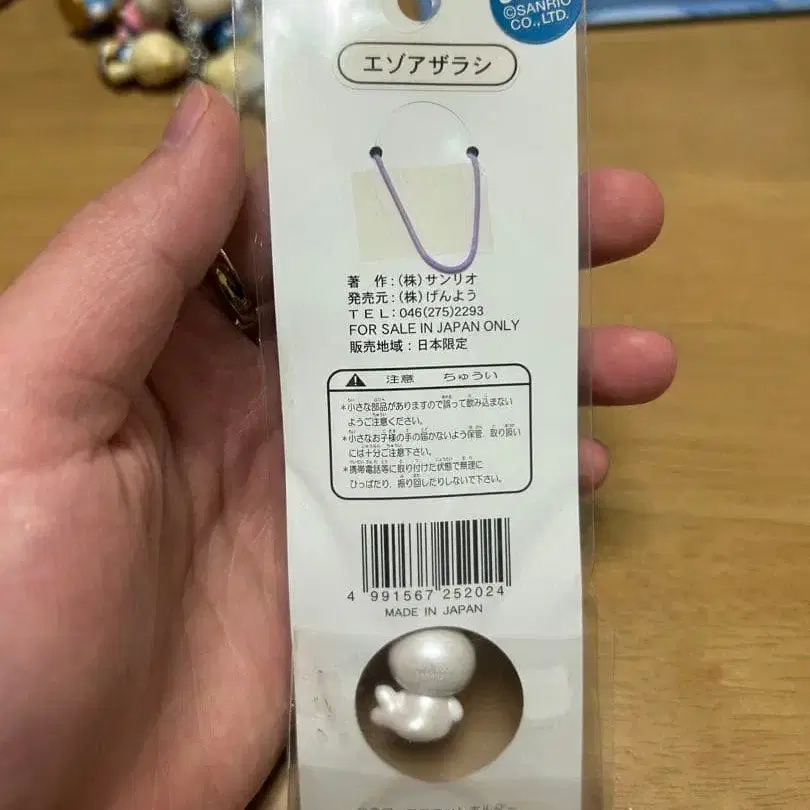 ©SANRIO
CO., LTD.
エゾアザラシ
著　作：(株)サンリオ
発売元：(株)げんよう
ＴＥＬ：046(275)2293
FOR SALE IN JAPAN ONLY
販売地域：日本限定
注意　ちゅうい
*小さな部品がありますので誤って飲み込まない
ようご注意ください。
*小さなお子様の手の届かないよう保管、取り扱い
には十分ご注意下さい。
*携帯電話等に取り付けた状態で無理に
ひっぱたり、振り回したりしないで下さい。
4 991567 252024
MADE IN JAPAN